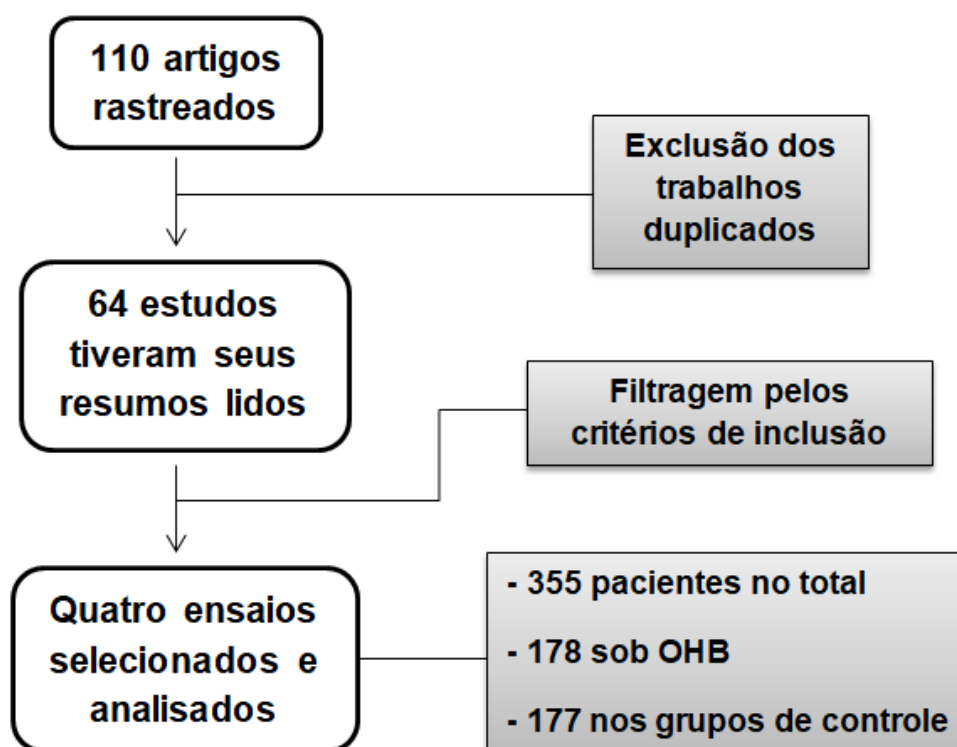 110 artigos
rastreados
Exclusão dos
trabalhos
duplicados
64 estudos
tiveram seus
resumos lidos
Filtragem pelos
critérios de inclusão
Quatro ensaios
selecionados e
analisados
- 355 pacientes no total
- 178 sob OHB
- 177 nos grupos de controle